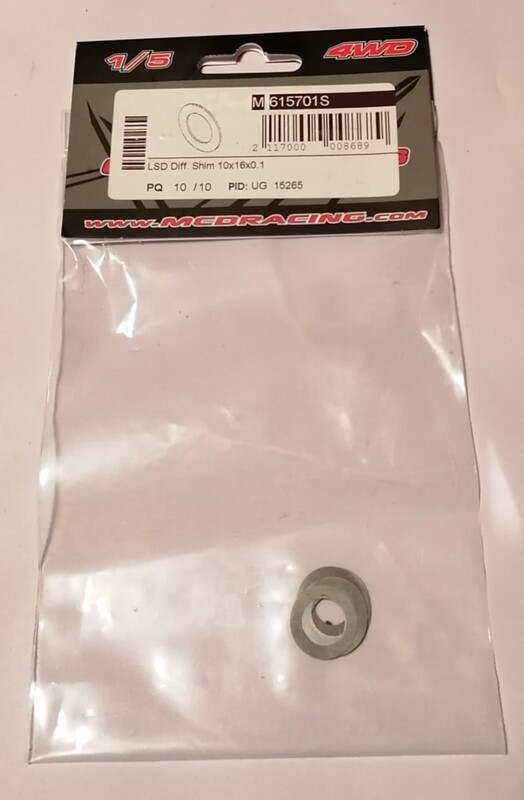 1/5
4WD
M 615701S
2 117000 008689
LSD Diff. Shim 10x16x0.1
PQ 10 /10 PID: UG 15265
www.MCDRACING.com